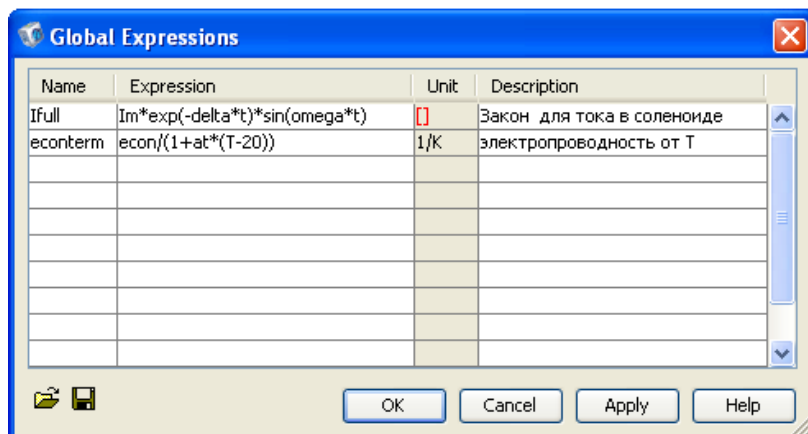 Global Expressions
Name Expression Unit Description
Ifull Im*exp(-delta*t)*sin(omega*t) [] Закон для тока в соленоиде
econterm econ/(1+at*(T-20)) 1/K электропроводность от T
OK Cancel Apply Help